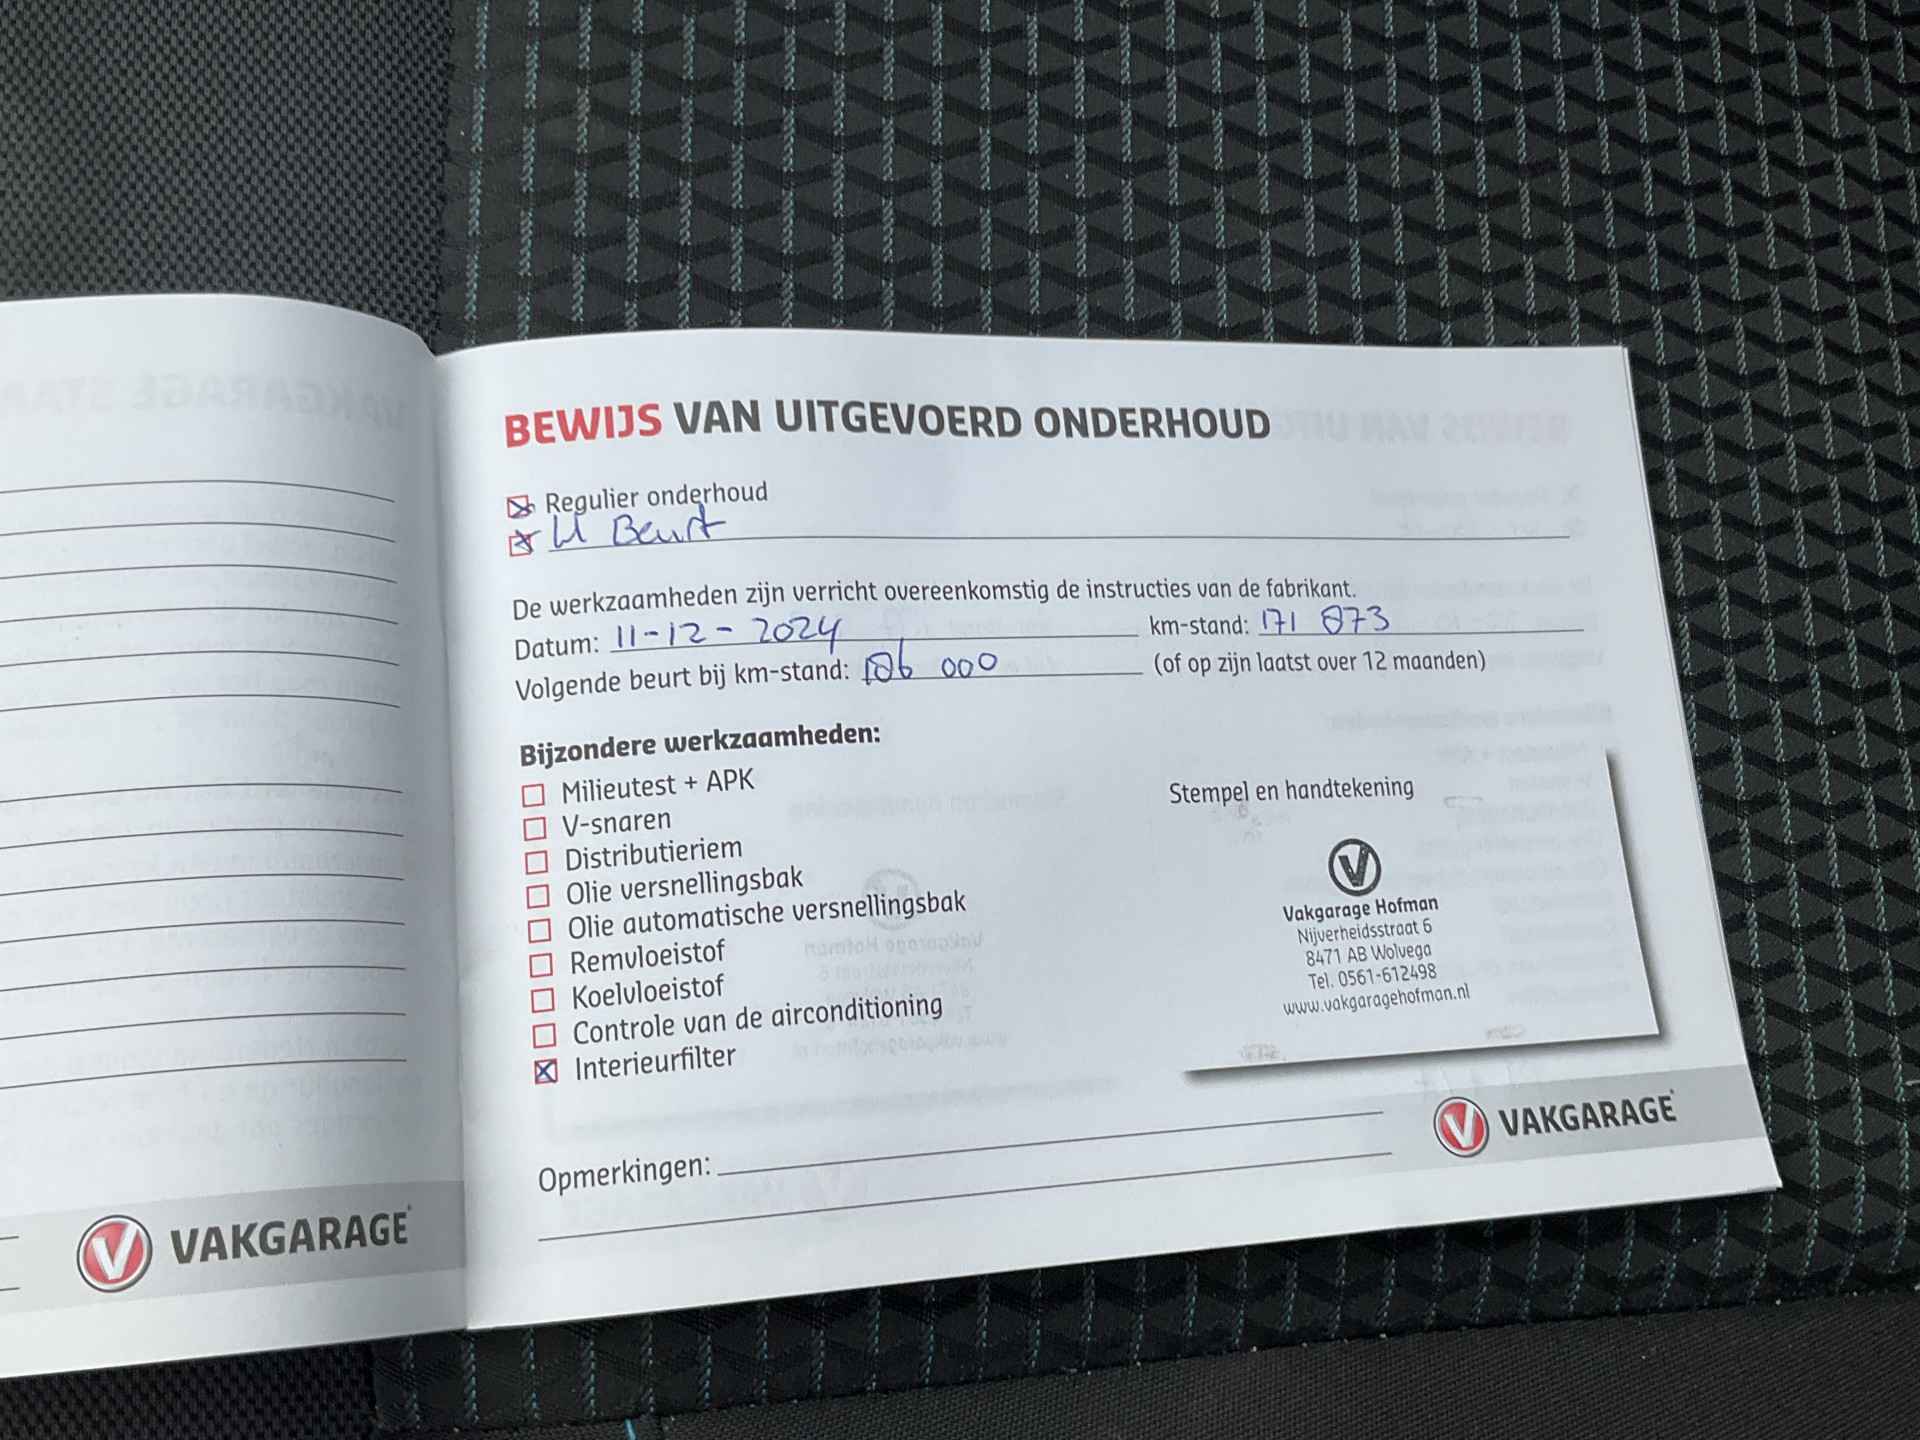 BEWIJS VAN UITGEVOERD ONDERHOUD
Regulier onderhoud
Beurt
De werkzaamheden zijn verricht overeenkomstig de instructies van de fabrikant.
Datum: 11-12-2024 km-stand: 171 873
Volgende beurt bij km-stand: 186 000 (of op zijn laatst over 12 maanden)
Bijzondere werkzaamheden:
Milieutest + APK
V-snaren
Distributieriem
Olie versnellingsbak
Olie automatische versnellingsbak
Remvloeistof
Koelvloeistof
Controle van de airconditioning
Interieurfilter
Stempel en handtekening
Vakgarage Hofman
Nijverheidsstraat 6
8471 AB Wolvega
Tel. 0561-612498
www.vakgaragehofman.nl
Opmerkingen:
VAKGARAGE
VAKGARAGE